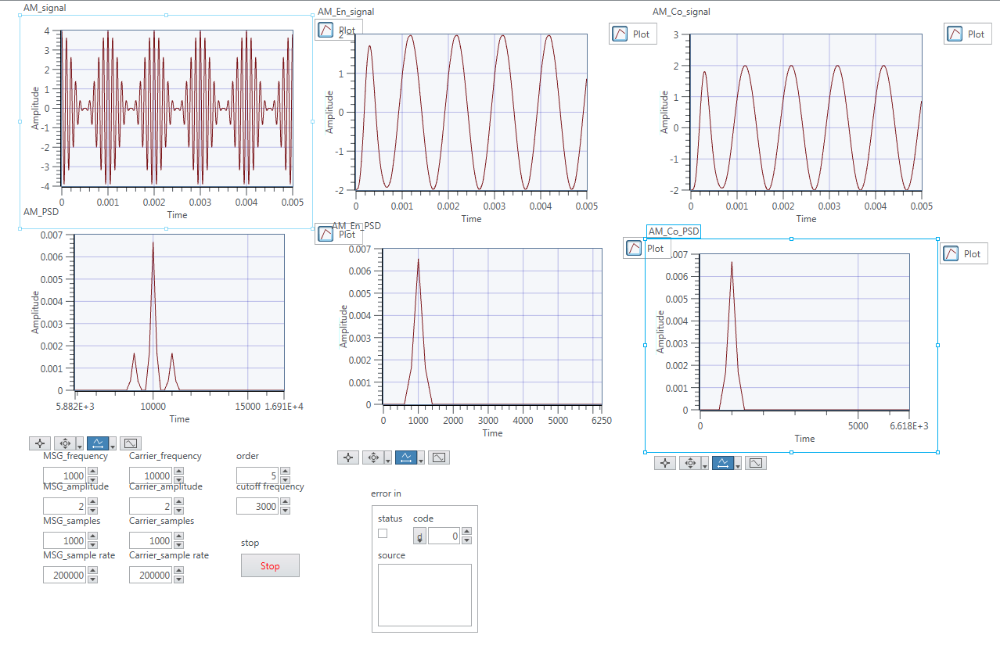 AM_signal
Amplitude
4
3
2
1
0
-1
-2
-3
-4
0 0.001 0.002 0.003 0.004 0.005
Time
AM_En_signal
Plot
Amplitude
2
1
0
-1
-2
0 0.001 0.002 0.003 0.004 0.005
Time
AM_Co_signal
Plot
Amplitude
3
2
1
0
-1
-2
0 0.001 0.002 0.003 0.004 0.005
Time
Plot
AM_PSD
Amplitude
0.007
0.006
0.005
0.004
0.003
0.002
0.001
0
5.882E+3 10000 15000 1.691E+4
Time
AM_En_PSD
Plot
Amplitude
0.007
0.006
0.005
0.004
0.003
0.002
0.001
0
0 1000 2000 3000 4000 5000 6250
Time
AM_Co_PSD
Plot
Amplitude
.007
0.006
0.005
0.004
0.003
0.002
0.001
0
0 5000 6.618E+3
Time
Plot
MSG_frequency Carrier_frequency order
1000 10000 5
MSG_amplitude Carrier_amplitude cutoff frequency
2 2 3000
MSG_samples Carrier_samples
1000 1000
MSG_sample rate Carrier_sample rate
200000 200000
stop
Stop
error in
status code
d 0
source